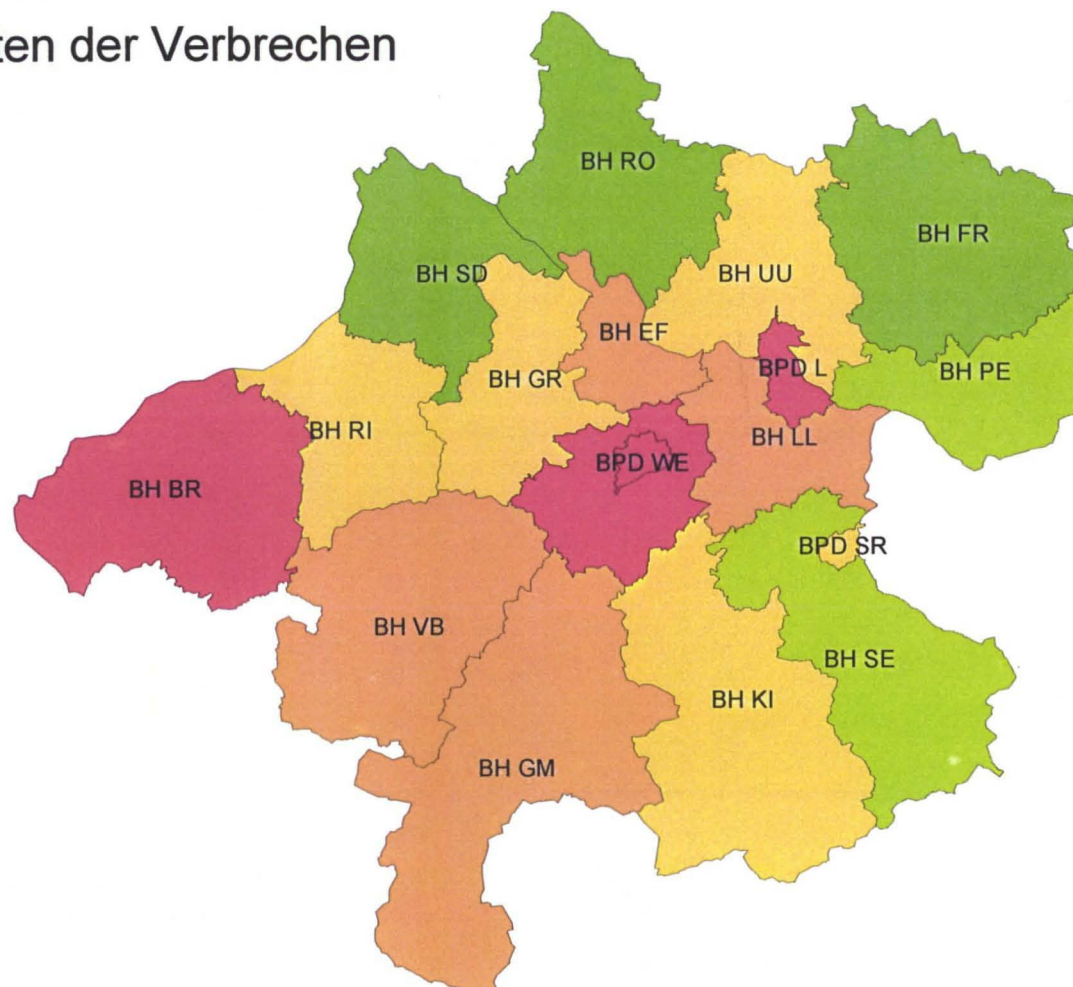 ten der Verbrechen
BH RO
BH FR
BH SD
BH UU
BH EF
BPD L
BH PE
BH GR
BH RI
BH LL
BPD WE
BH BR
BPD SR
BH VB
BH SE
BH KI
BH GM